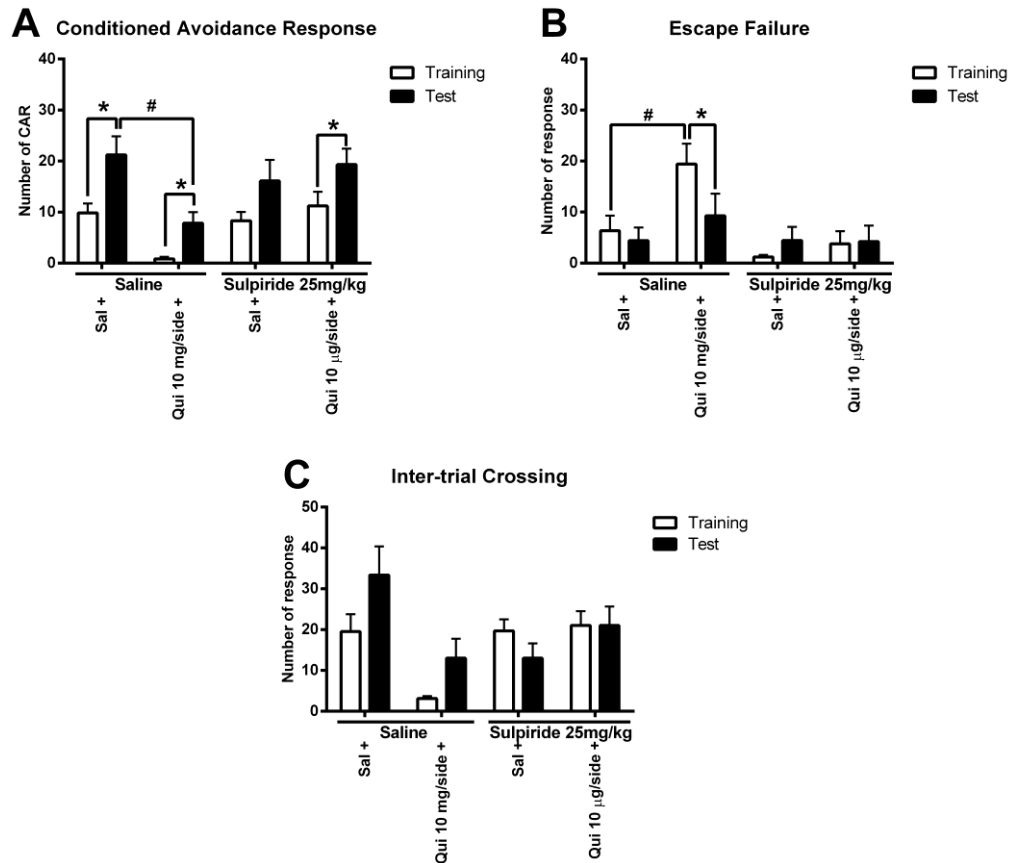 A
Conditioned Avoidance Response
Number of CAR
40
30
20
10
0
*
#
*
*
Training
Test
Saline
Sulpiride 25mg/kg
Sal +
Qui 10 mg/side +
Sal +
Qui 10 μg/side +
B
Escape Failure
Number of response
40
30
20
10
0
#
*
Training
Test
Saline
Sulpiride 25mg/kg
Sal +
Qui 10 mg/side +
Sal +
Qui 10 μg/side +
C
Inter-trial Crossing
Number of response
50
40
30
20
10
0
Training
Test
Saline
Sulpiride 25mg/kg
Sal +
Qui 10 mg/side +
Sal +
Qui 10 μg/side +